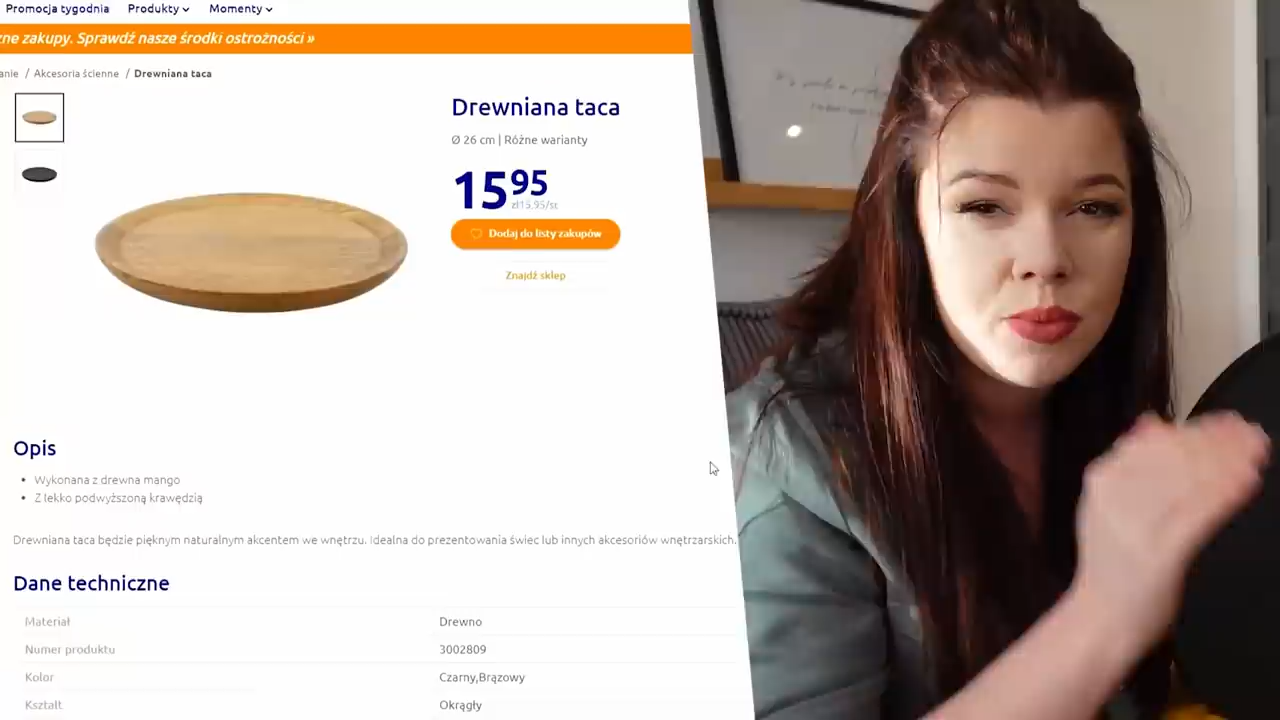 Promocja tygodnia Produkty Momenty
zne zakupy. Sprawdź nasze środki ostrożności »
anie / Akcesoria ścienne / Drewniana taca
Drewniana taca
Ø 26 cm | Różne warianty
15 95
zł15.95/st.
Dodaj do listy zakupów
Znajdź sklep
Opis
• Wykonana z drewna mango
• Z lekko podwyższoną krawędzią
Drewniana taca będzie pięknym naturalnym akcentem we wnętrzu. Idealna do prezentowania świec lub innych akcesoriów wnętrzarskich.
Dane techniczne
Materiał Drewno
Numer produktu 3002809
Kolor Czarny,Brązowy
Kształt Okrągły